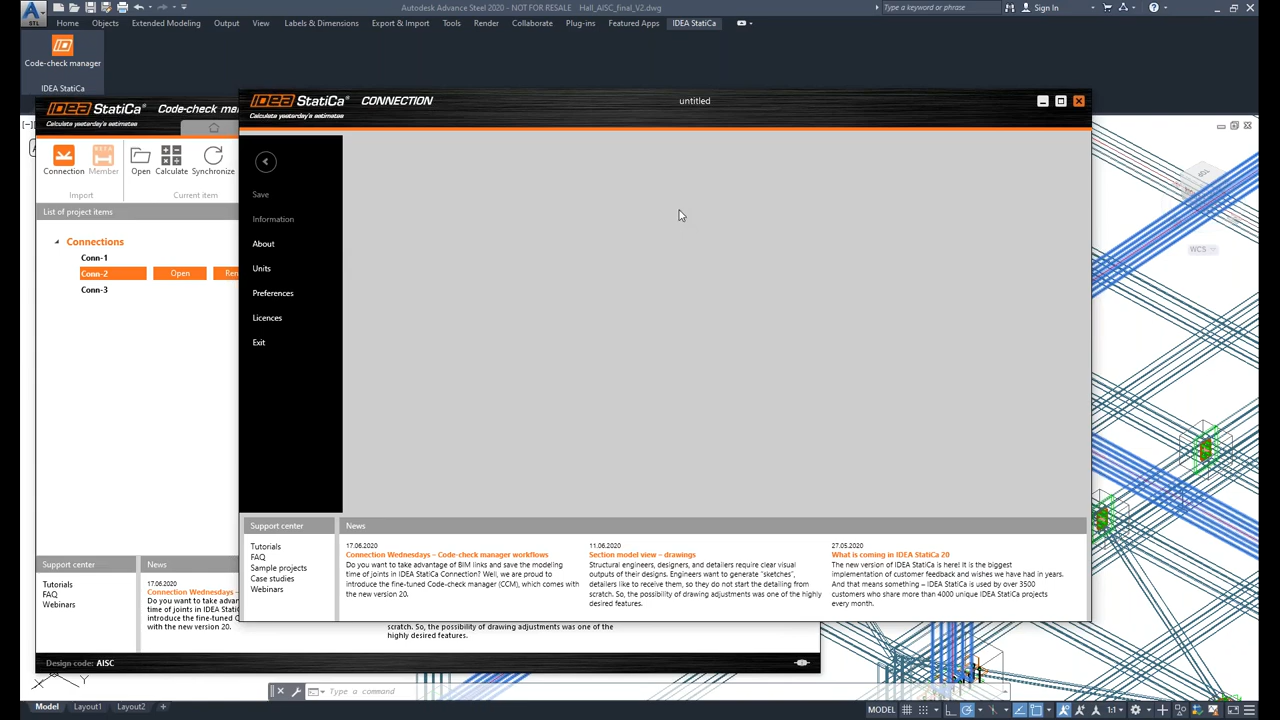 Autodesk Advance Steel 2020 - NOT FOR RESALE Hall_AISC_final_V2.dwg
Type a keyword or phrase
Sign In
STL
Home Objects Extended Modeling Output View Labels & Dimensions Export & Import Tools Render Collaborate Plug-ins Featured Apps IDEA StatiCa
Code-check manager
IDEA StatiCa
IDEA StatiCa® Code-check ma
Calculate yesterday's estimates
IDEA StatiCa® CONNECTION
untitled
Calculate yesterday's estimates
Connection
BETA
Member
Open
Calculate
Synchronize
Import
Current item
List of project items
Connections
Conn-1
Conn-2 Open Ren
Conn-3
Save
Information
About
Units
Preferences
Licences
Exit
TOP
WCS
Support center
Tutorials
FAQ
Sample projects
Case studies
Webinars
News
17.06.2020
Connection Wednesdays – Code-check manager workflows
Do you want to take advantage of BIM links and save the modeling
time of joints in IDEA StatiCa Connection? Well, we are proud to
introduce the fine-tuned Code-check manager (CCM), which comes with
the new version 20.
11.06.2020
Section model view – drawings
Structural engineers, designers, and detailers require clear visual
outputs of their designs. Engineers want to generate "sketches",
detailers like to receive them, so they do not start the detailing from
scratch. So, the possibility of drawing adjustments was one of the highly
desired features.
27.05.2020
What is coming in IDEA StatiCa 20
The new version of IDEA StatiCa is here! It is the biggest
implementation of customer feedback and wishes we have had in years.
And that means something – IDEA StatiCa is used by over 3500
customers who share more than 4000 unique IDEA StatiCa projects
every month.
Support center
Tutorials
FAQ
Webinars
News
17.06.2020
Connection Wednesdays -
Do you want to take advanta
time of joints in IDEA StatiCa
introduce the fine-tuned Co
with the new version 20.
scratch. So, the possibility of drawing adjustments was one of the
highly desired features.
Design code: AISC
Y
X
Type a command
Model Layout1 Layout2 +
MODEL
1:1